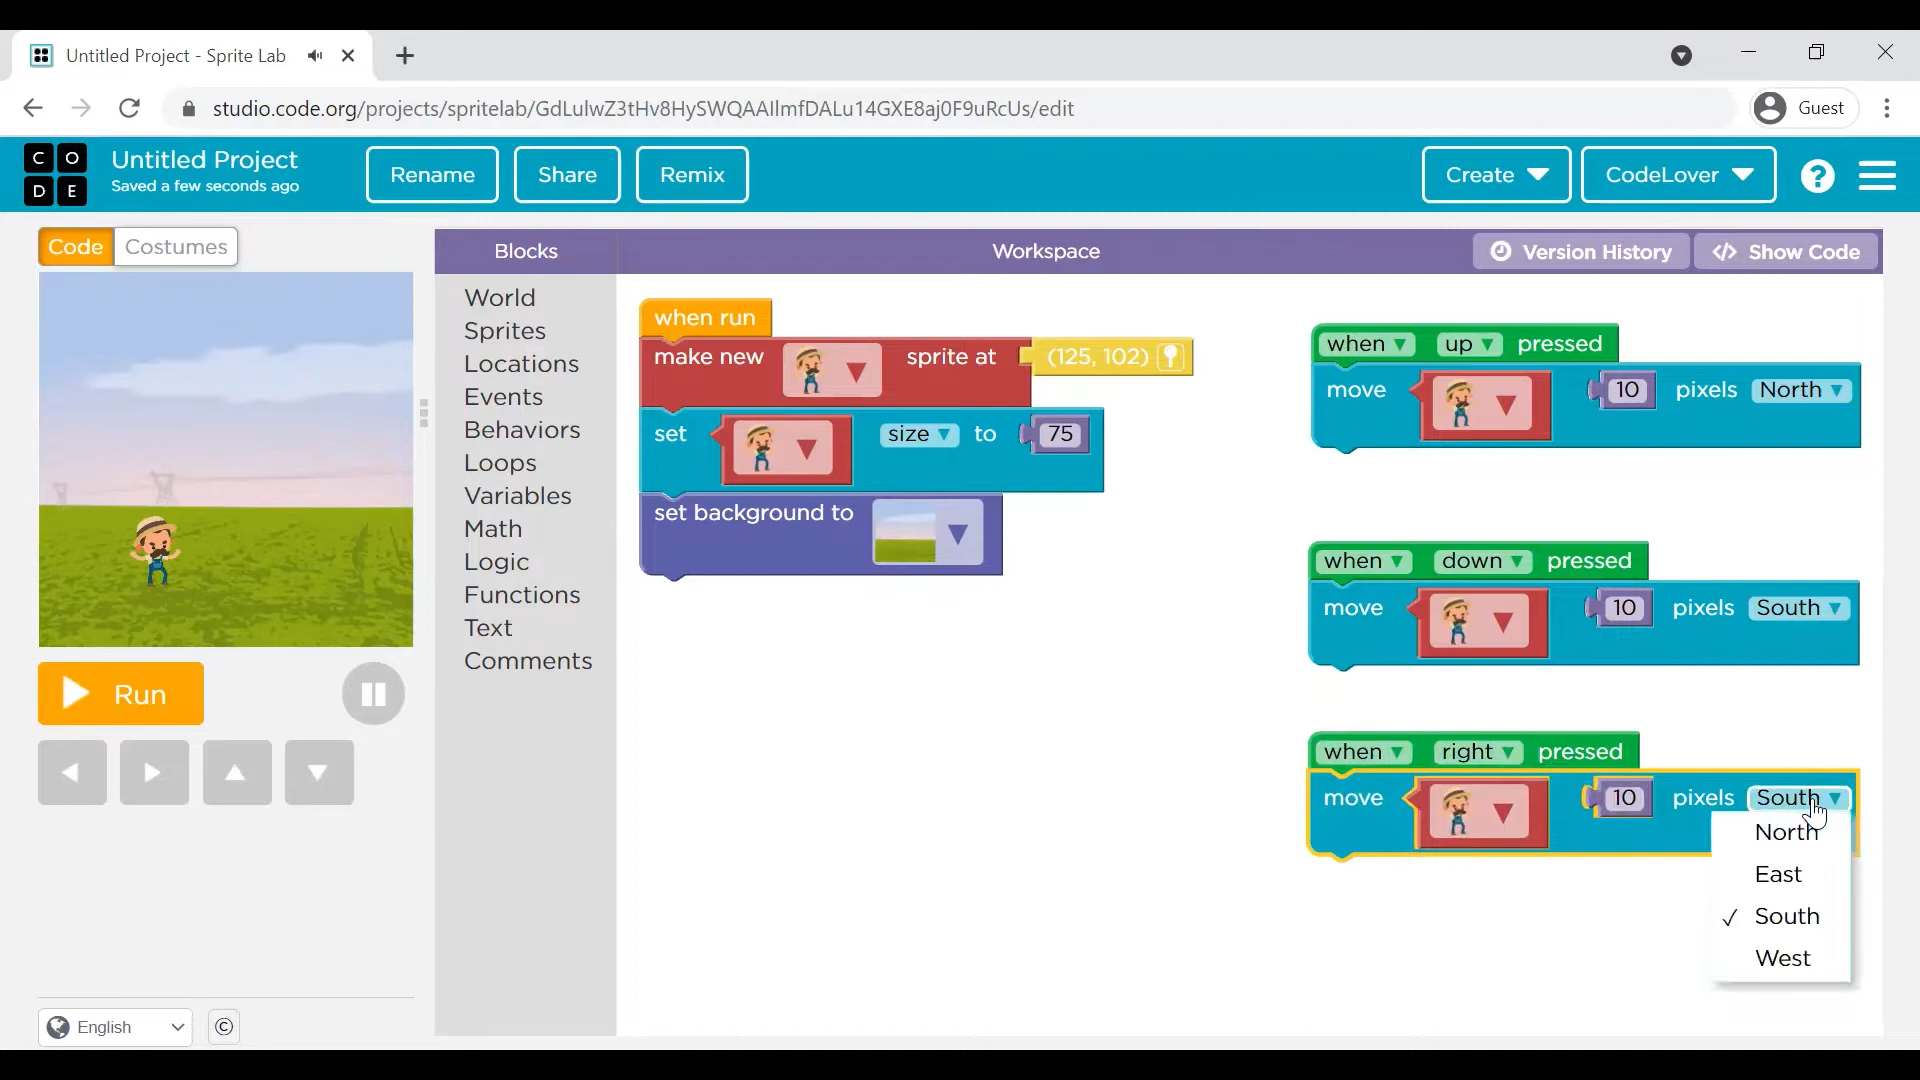 Untitled Project - Sprite Lab
studio.code.org/projects/spritelab/GdLulwZ3tHv8HySWQAAIlmfDALu14GXE8aj0F9uRcUs/edit
Guest
C O
D E
Untitled Project
Saved a few seconds ago
Rename
Share
Remix
Create
CodeLover
?
Code
Costumes
Blocks
Workspace
Version History
</> Show Code
World
Sprites
Locations
Events
Behaviors
Loops
Variables
Math
Logic
Functions
Text
Comments
when run
make new sprite at (125, 102)
set size to 75
set background to
when up pressed
move 10 pixels North
when down pressed
move 10 pixels South
when right pressed
move 10 pixels South
North
East
✓ South
West
Run
English
©